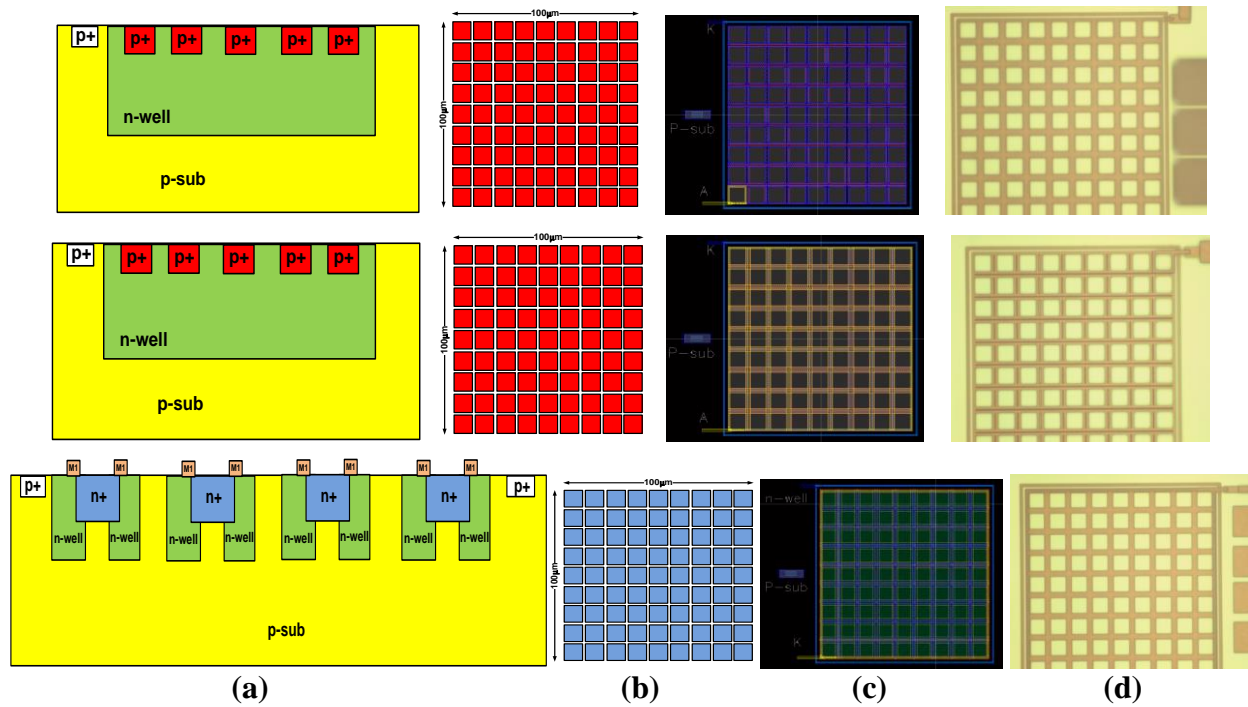 p+ p+ p+ p+ p+ p+
n-well
p-sub
100µm
100µm
K
P-sub
A
p+ p+ p+ p+ p+ p+
n-well
p-sub
100µm
100µm
K
P-sub
A
M1 M1 M1 M1 M1 M1 M1 M1
p+ n+ n+ n+ n+ p+
n-well n-well n-well n-well n-well n-well n-well n-well
p-sub
100µm
100µm
n-well
P-sub
K
(a) (b) (c) (d)